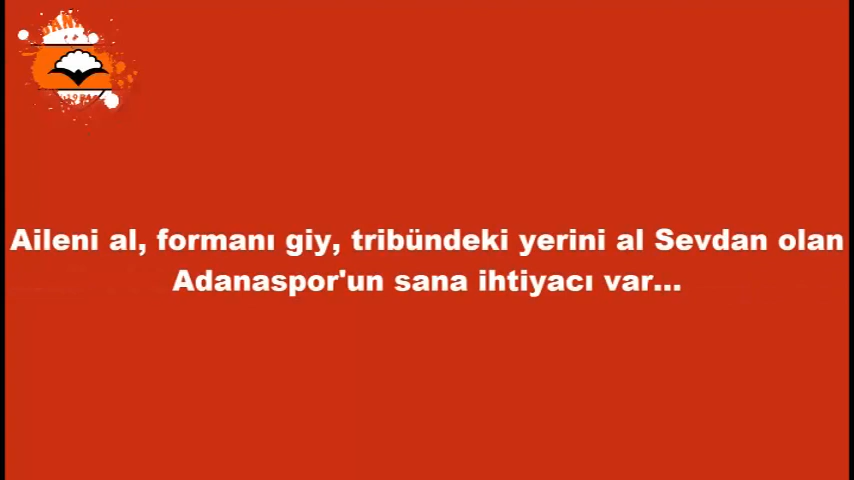 Aileni al, formanı giy, tribündeki yerini al Sevdan olan
Adanaspor'un sana ihtiyacı var...